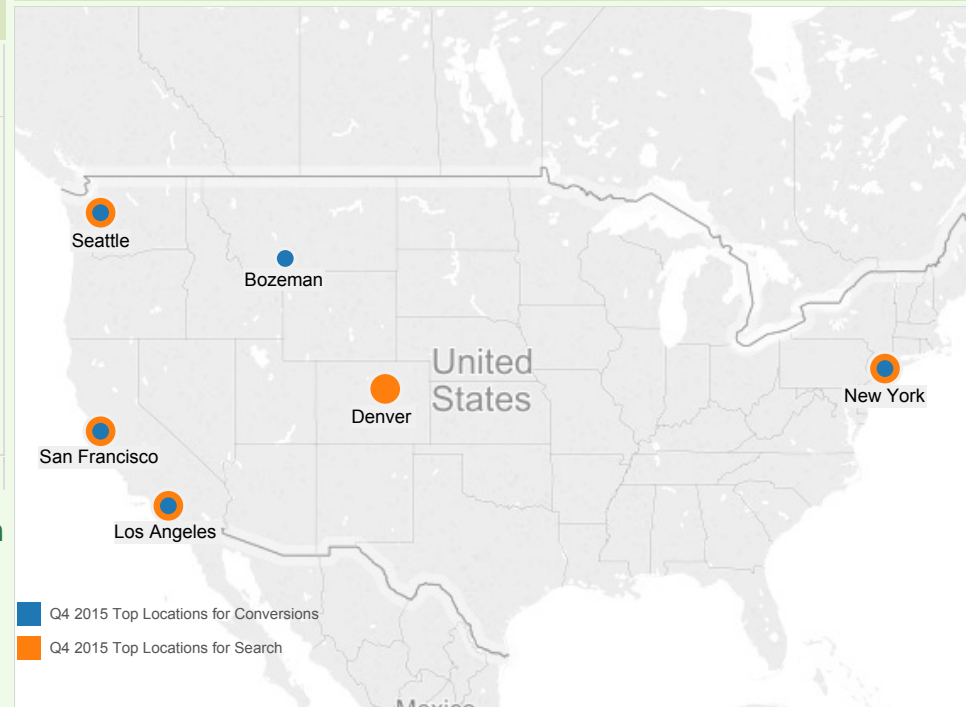 Seattle
Bozeman
United
States
Denver
New York
San Francisco
Los Angeles
Q4 2015 Top Locations for Conversions
Q4 2015 Top Locations for Search
Mexico